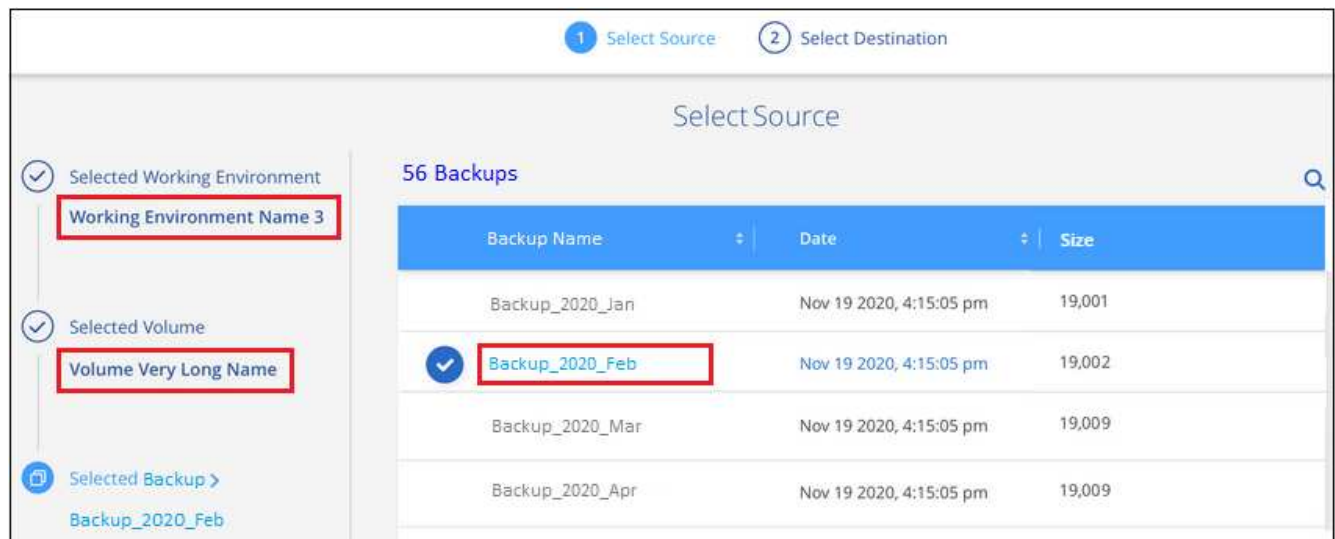 1 Select Source 2 Select Destination
Select Source
Selected Working Environment
Working Environment Name 3
Selected Volume
Volume Very Long Name
Selected Backup >
Backup_2020_Feb
56 Backups
Backup Name Date Size
Backup_2020_Jan Nov 19 2020, 4:15:05 pm 19,001
Backup_2020_Feb Nov 19 2020, 4:15:05 pm 19,002
Backup_2020_Mar Nov 19 2020, 4:15:05 pm 19,009
Backup_2020_Apr Nov 19 2020, 4:15:05 pm 19,009